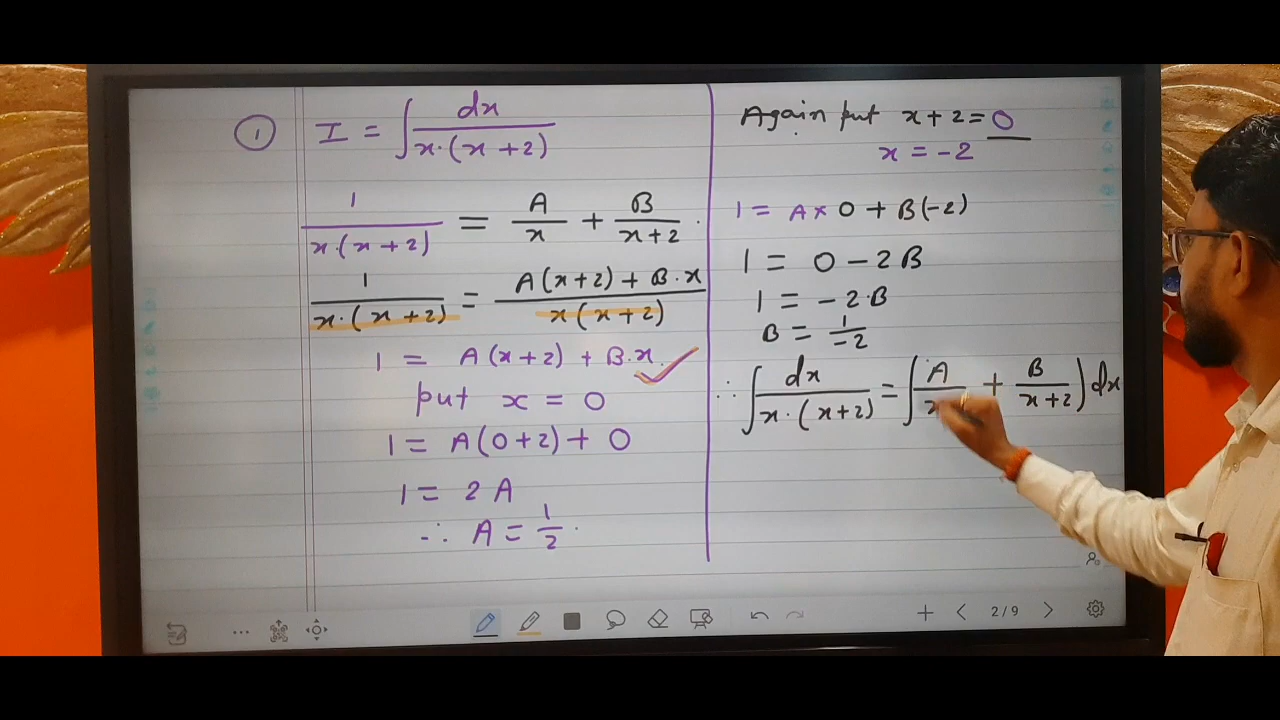 ① I = ∫ dx / x·(x+2)
1 / x·(x+2) = A / x + B / x+2 .
1 / x·(x+2) = A(x+2) + B·x / x(x+2)
1 = A(x+2) + B·x.
put x = 0
1 = A(0+2) + 0
1 = 2A
∴ A = 1/2 .
Again put x+2 = 0
x = -2
1 = A×0 + B(-2)
1 = 0 - 2B
1 = -2·B
B = 1/-2
∴ ∫ dx / x·(x+2) = ∫( A / x + B / x+2 ) dx
2/9